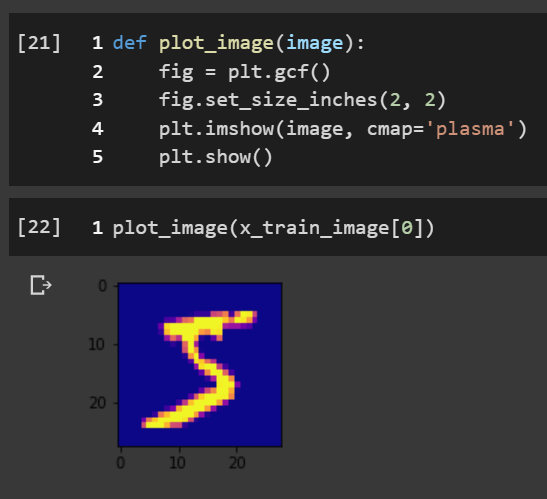 [21] 1 def plot_image(image):
2 fig = plt.gcf()
3 fig.set_size_inches(2, 2)
4 plt.imshow(image, cmap='plasma')
5 plt.show()
[22] 1 plot_image(x_train_image[0])
0
10
20
0 10 20